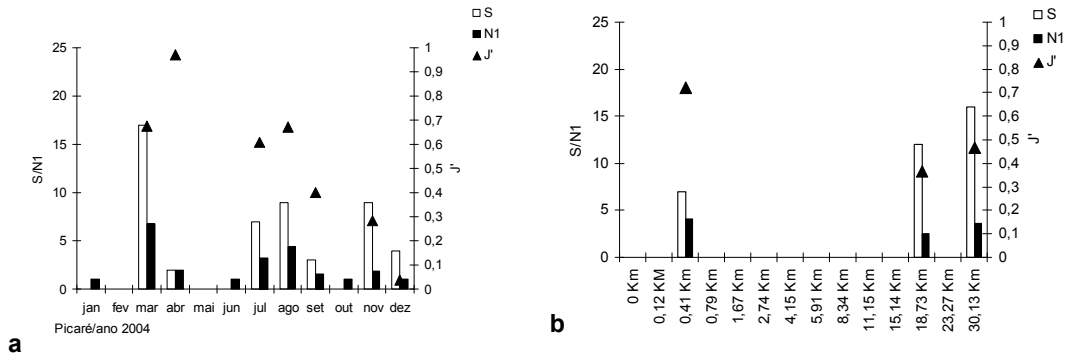 S
N1
J'
25
20
15
10
5
0
S/N1
1
0,9
0,8
0,7
0,6
0,5
0,4
0,3
0,2
0,1
0
J'
jan fev mar abr mai jun jul ago set out nov dez
Picaré/ano 2004
a
S
N1
J'
25
20
15
10
5
0
S/N1
1
0,9
0,8
0,7
0,6
0,5
0,4
0,3
0,2
0,1
0
J'
0 Km
0,12 KM
0,41 Km
0,79 Km
1,67 Km
2,74 Km
4,15 Km
5,91 Km
8,34 Km
11,15 Km
15,14 Km
18,73 Km
23,27 Km
30,13 Km
b